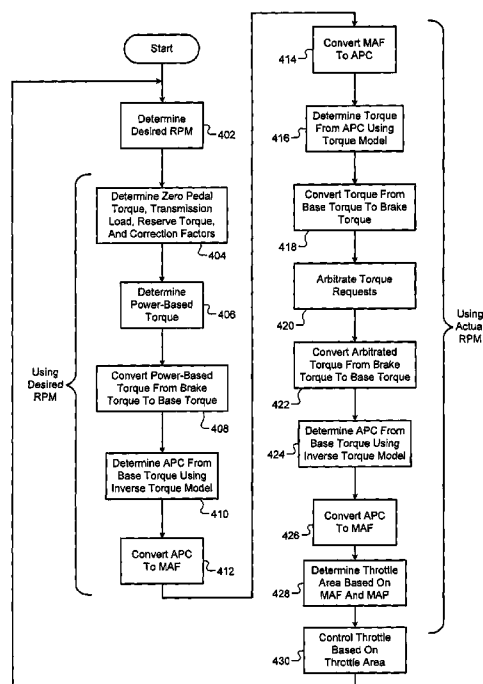 Start
Determine
Desired RPM
402
Determine Zero Pedal
Torque, Transmission
Load, Reserve Torque,
And Correction Factors
404
Determine
Power-Based
Torque
406
Using
Desired
RPM
Convert Power-Based
Torque From Brake
Torque To Base Torque
408
Determine APC From
Base Torque Using
Inverse Torque Model
410
Convert APC
To MAF
412
Convert MAF
To APC
414
Determine Torque
From APC Using
Torque Model
416
Convert Torque From
Base Torque To Brake
Torque
418
Arbitrate Torque
Requests
420
Using
Actual
RPM
Convert Arbitrated
Torque From Brake
Torque To Base Torque
422
Determine APC From
Base Torque Using
Inverse Torque Model
424
Convert APC
To MAF
426
Determine Throttle
Area Based On
MAF And MAP
428
Control Throttle
Based On
Throttle Area
430